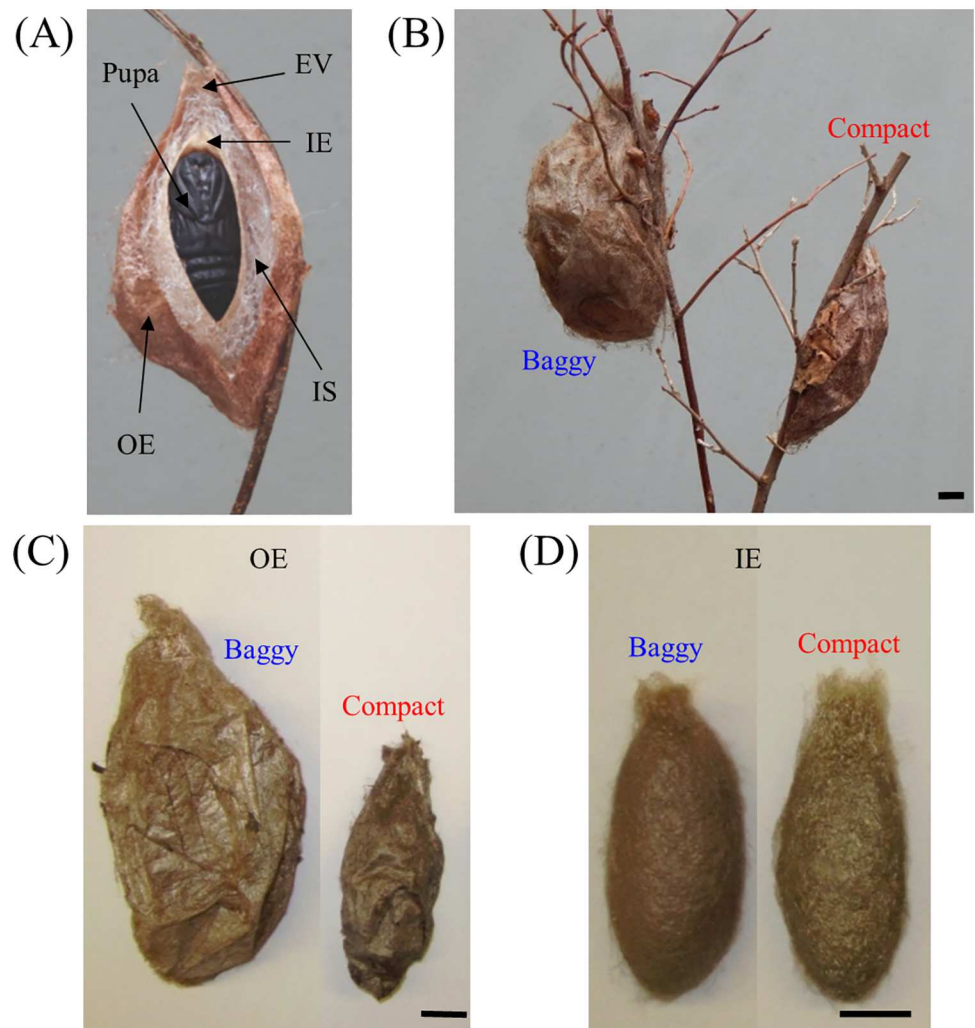 (A)
EV
Pupa
IE
IS
OE
(B)
Compact
Baggy
(C)
OE
Baggy
Compact
(D)
IE
Baggy
Compact